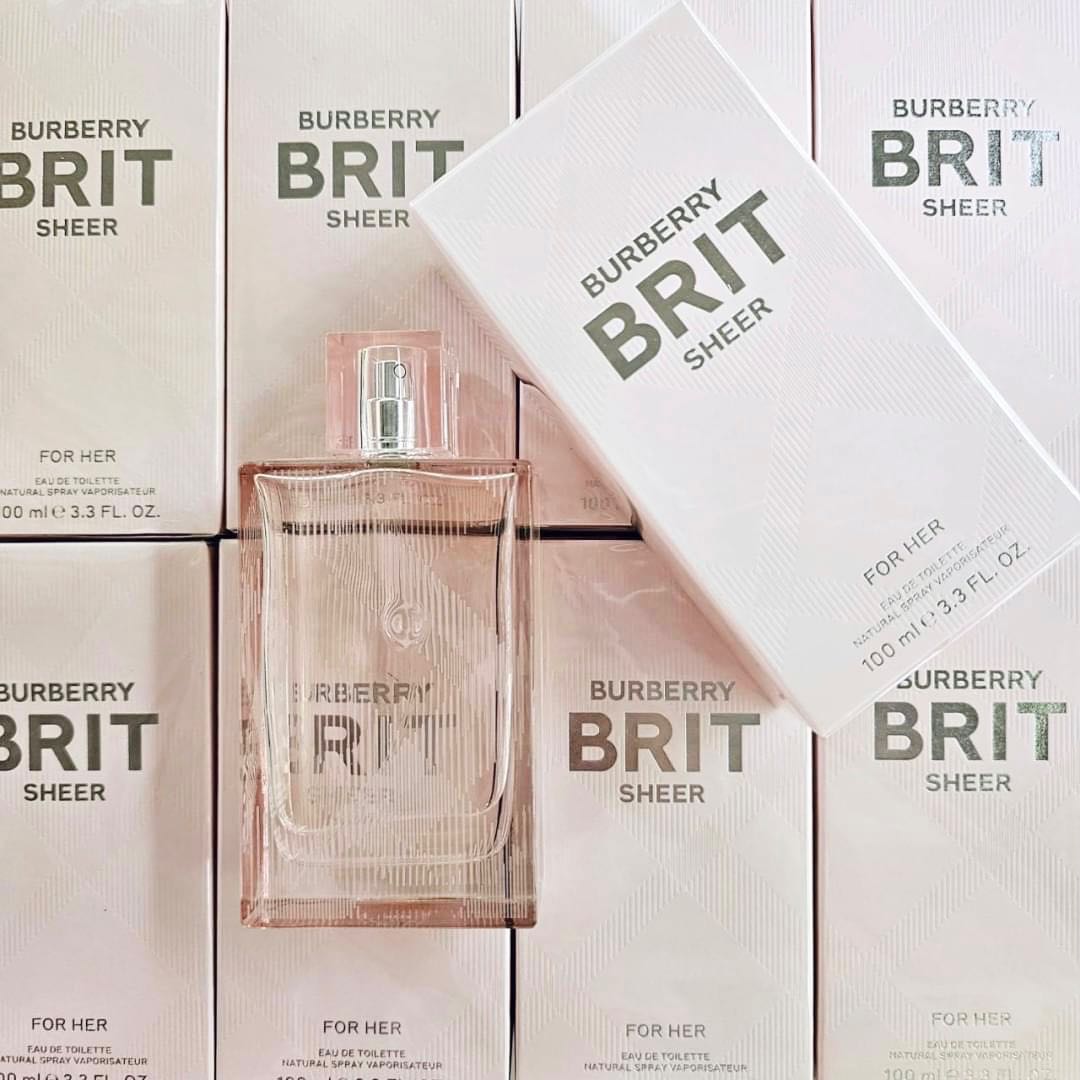 BURBERRY
BRIT
SHEER
FOR HER
EAU DE TOILETTE
NATURAL SPRAY VAPORISATEUR
00 ml ℮ 3.3 FL. OZ.
BURBERRY
BRIT
SHEER
BURBERRY
BRIT
SHEER
FOR HER
EAU DE TOILETTE
NATURAL SPRAY VAPORISATEUR
100 ml ℮ 3.3 FL. OZ.
BURBERRY
BRIT
SHEER
100
BURBERRY
BRIT
SHEER
FOR HER
EAU DE TOILETTE
NATURAL SPRAY VAPORISATEUR
BURBERRY
BRIT
SHEER
FOR HER
EAU DE TOILETTE
NATURAL SPRAY VAPORISATEUR
BURBERRY
BRIT
SHEER
FOR HER
EAU DE TOILETTE
NATURAL SPRAY VAPORISATEUR
BURBERRY
BRIT
SHEER
FOR HER
EAU DE TOILETTE
NATURAL SPRAY VAPORISATEUR